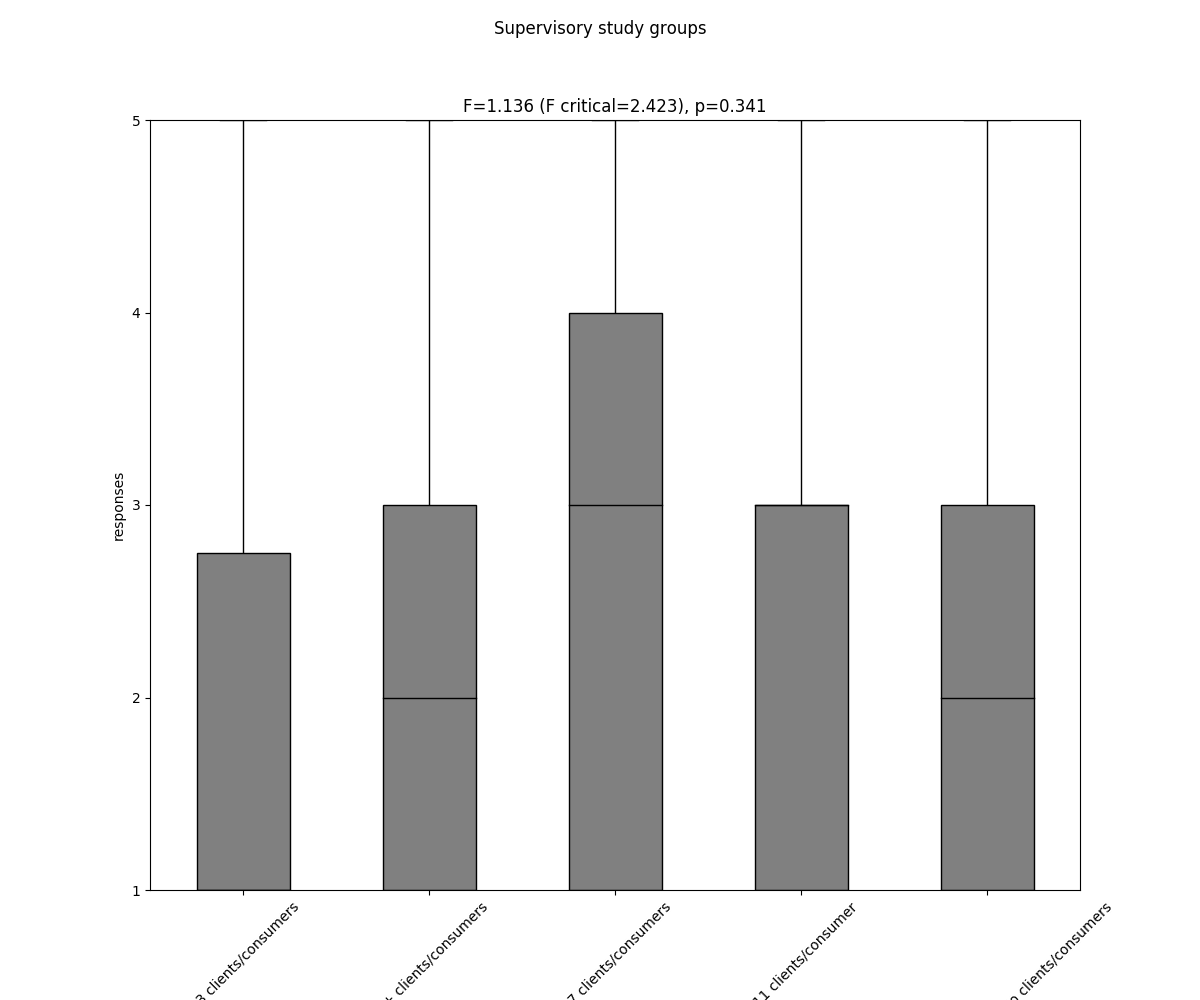 Supervisory study groups
F=1.136 (F critical=2.423), p=0.341
5
4
3
2
1
responses
3 clients/consumers
clients/consumers
7 clients/consumers
11 clients/consumer
clients/consumers